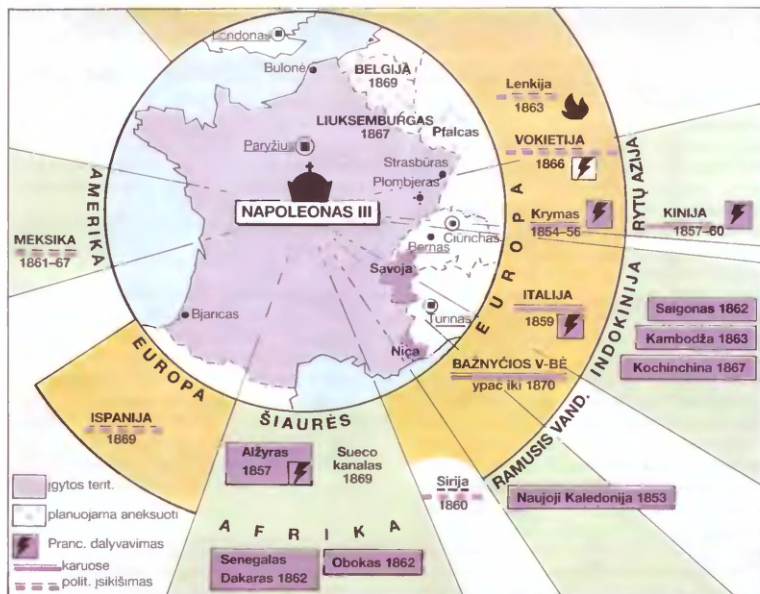 Londonas
Bulonė
BELGIJA
1869
LIUKSEMBURGAS
1867
Pfalcas
Paryžiu
Strasbūras
Plombjeras
NAPOLEONAS III
Ciurichas
Bernas
Savoja
Turinas
Nica
Bjaricas
AMERIKA
MEKSIKA
1861–67
EUROPA
ISPANIJA
1869
EUROPA
Lenkija
1863
VOKIETIJA
1866
Krymas
1854–56
ITALIJA
1859
BAŽNYČIOS V-BĖ
ypač iki 1870
RYTŲ AZIJA
KINIJA
1857–60
INDOKINIJA
Saigonas 1862
Kambodža 1863
Kochinchina 1867
RAMUSIS VAND.
Naujoji Kaledonija 1853
Sirija
1860
ŠIAURĖS
AFRIKA
Alžyras
1857
Sueco
kanalas
1869
Senegalas
Dakaras 1862
Obokas 1862
įgytos terit.
planuojama aneksuoti
Pranc. dalyvavimas
karuose
polit. įsikišimas